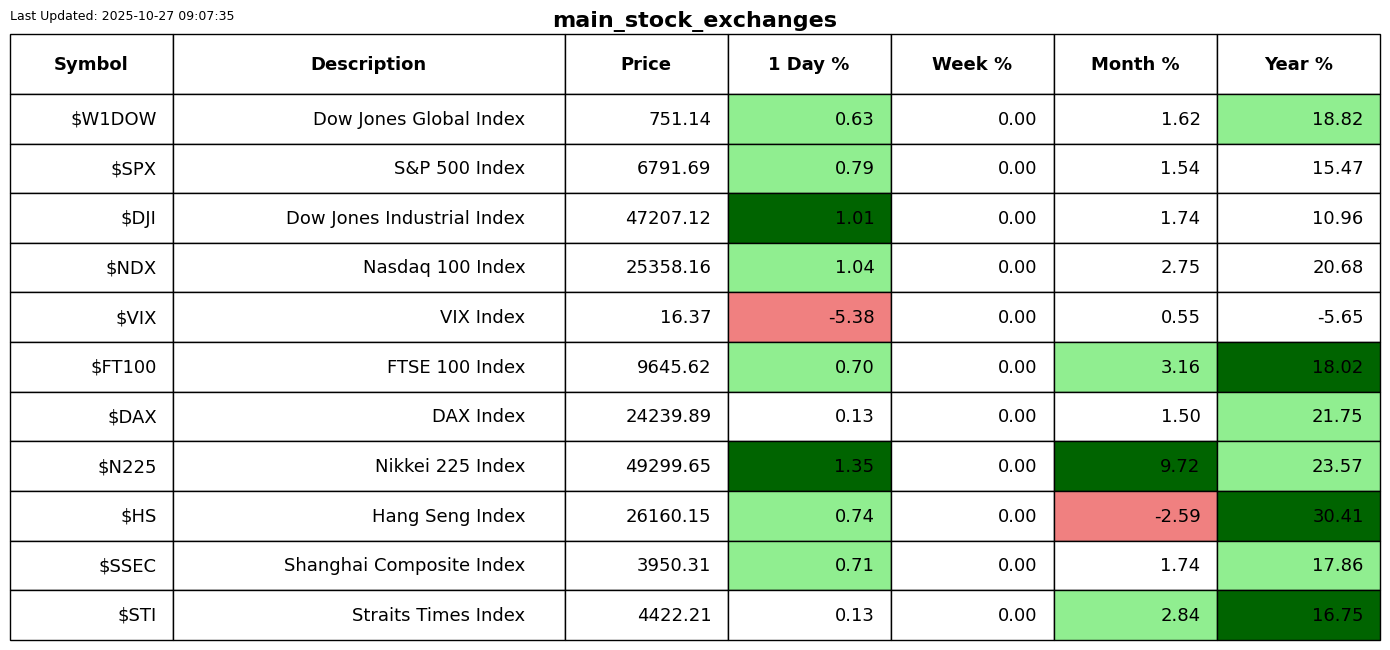 Last Updated: 2025-10-27 09:07:35
main_stock_exchanges
Symbol Description Price 1 Day % Week % Month % Year %
$W1DOW Dow Jones Global Index 751.14 0.63 0.00 1.62 18.82
$SPX S&P 500 Index 6791.69 0.79 0.00 1.54 15.47
$DJI Dow Jones Industrial Index 47207.12 1.01 0.00 1.74 10.96
$NDX Nasdaq 100 Index 25358.16 1.04 0.00 2.75 20.68
$VIX VIX Index 16.37 -5.38 0.00 0.55 -5.65
$FT100 FTSE 100 Index 9645.62 0.70 0.00 3.16 18.02
$DAX DAX Index 24239.89 0.13 0.00 1.50 21.75
$N225 Nikkei 225 Index 49299.65 1.35 0.00 9.72 23.57
$HS Hang Seng Index 26160.15 0.74 0.00 -2.59 30.41
$SSEC Shanghai Composite Index 3950.31 0.71 0.00 1.74 17.86
$STI Straits Times Index 4422.21 0.13 0.00 2.84 16.75